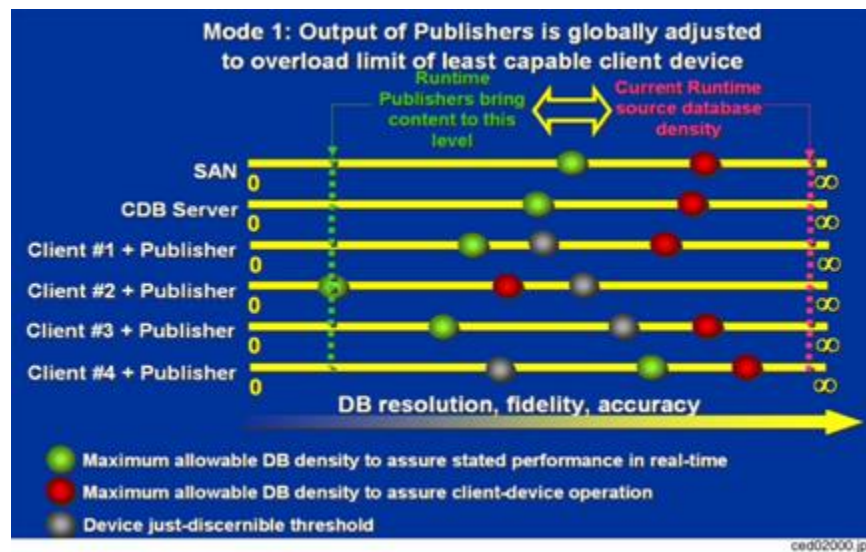 Mode 1: Output of Publishers is globally adjusted
to overload limit of least capable client device
Runtime
Publishers bring
content to this
level
Current Runtime
source database
density
SAN
0
∞
CDB Server
0
∞
Client #1 + Publisher
0
∞
Client #2 + Publisher
0
∞
Client #3 + Publisher
0
∞
Client #4 + Publisher
0
∞
DB resolution, fidelity, accuracy
Maximum allowable DB density to assure stated performance in real-time
Maximum allowable DB density to assure client-device operation
Device just-discernible threshold